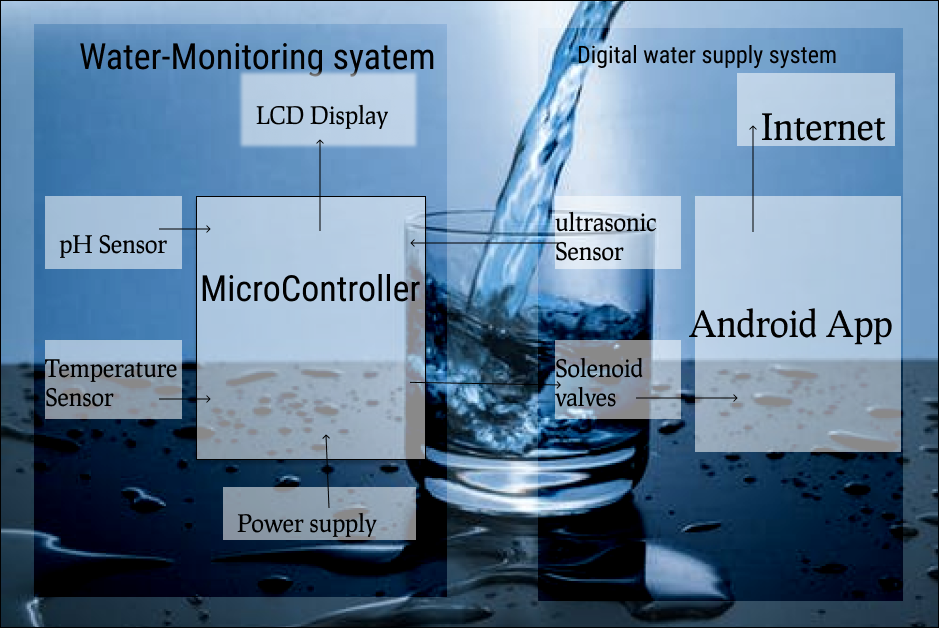 Water-Monitoring syatem
Digital water supply system
LCD Display
Internet
pH Sensor
ultrasonic
Sensor
MicroController
Android App
Temperature
Sensor
Solenoid
valves
Power supply